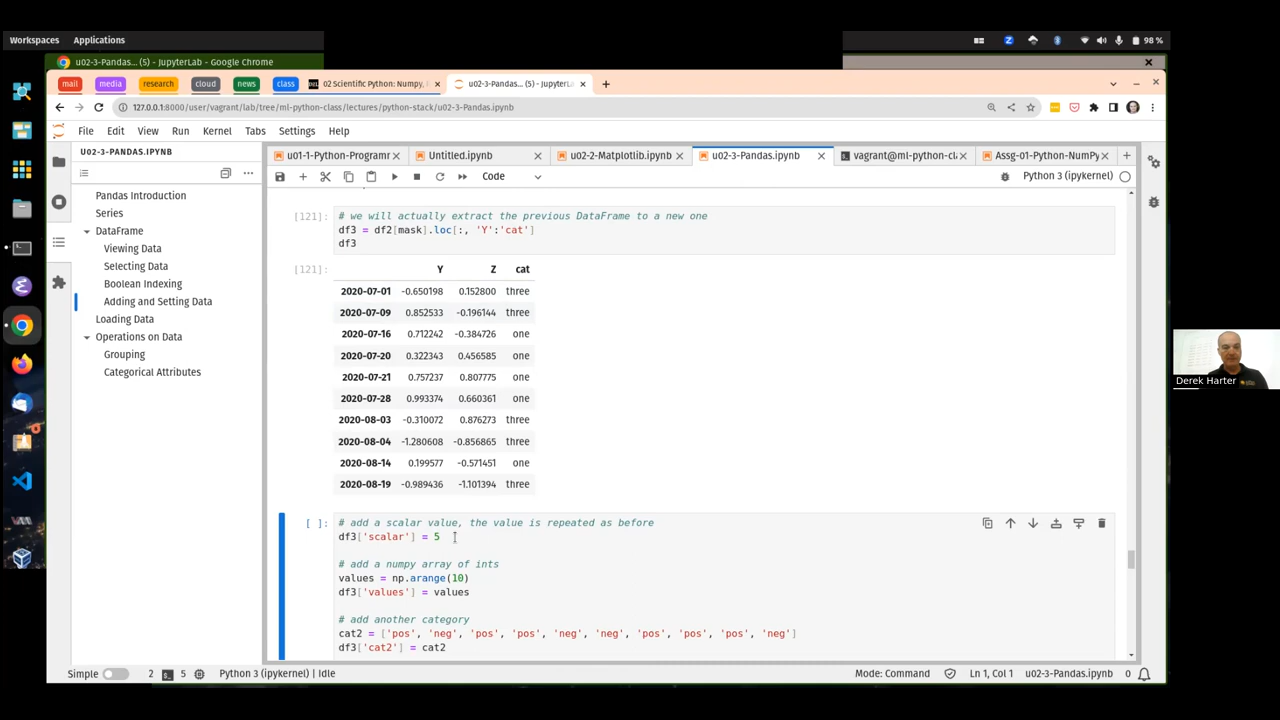 Workspaces Applications
98 %
u02-3-Pandas... (5) - JupyterLab - Google Chrome
mail media research cloud news class 02 Scientific Python: Numpy, u02-3-Pandas... (5) - JupyterLa
127.0.0.1:8000/user/vagrant/lab/tree/ml-python-class/lectures/python-stack/u02-3-Pandas.ipynb
File Edit View Run Kernel Tabs Settings Help
U02-3-PANDAS.IPYNB
Pandas Introduction
Series
DataFrame
Viewing Data
Selecting Data
Boolean Indexing
Adding and Setting Data
Loading Data
Operations on Data
Grouping
Categorical Attributes
u01-1-Python-Programr Untitled.ipynb u02-2-Matplotlib.ipynb u02-3-Pandas.ipynb vagrant@ml-python-cl Assg-01-Python-NumPy
Code Python 3 (ipykernel)
[121]: # we will actually extract the previous DataFrame to a new one
df3 = df2[mask].loc[:, 'Y':'cat']
df3
[121]: Y Z cat
2020-07-01 -0.650198 0.152800 three
2020-07-09 0.852533 -0.196144 three
2020-07-16 0.712242 -0.384726 one
2020-07-20 0.322343 0.456585 one
2020-07-21 0.757237 0.807775 one
2020-07-28 0.993374 0.660361 one
2020-08-03 -0.310072 0.876273 three
2020-08-04 -1.280608 -0.856865 three
2020-08-14 0.199577 -0.571451 one
2020-08-19 -0.989436 -1.101394 three
[ ]: # add a scalar value, the value is repeated as before
df3['scalar'] = 5
# add a numpy array of ints
values = np.arange(10)
df3['values'] = values
# add another category
cat2 = ['pos', 'neg', 'pos', 'pos', 'neg', 'neg', 'pos', 'pos', 'pos', 'neg']
df3['cat2'] = cat2
Simple 2 5 Python 3 (ipykernel) | Idle Mode: Command Ln 1, Col 1 u02-3-Pandas.ipynb 0
Derek Harter